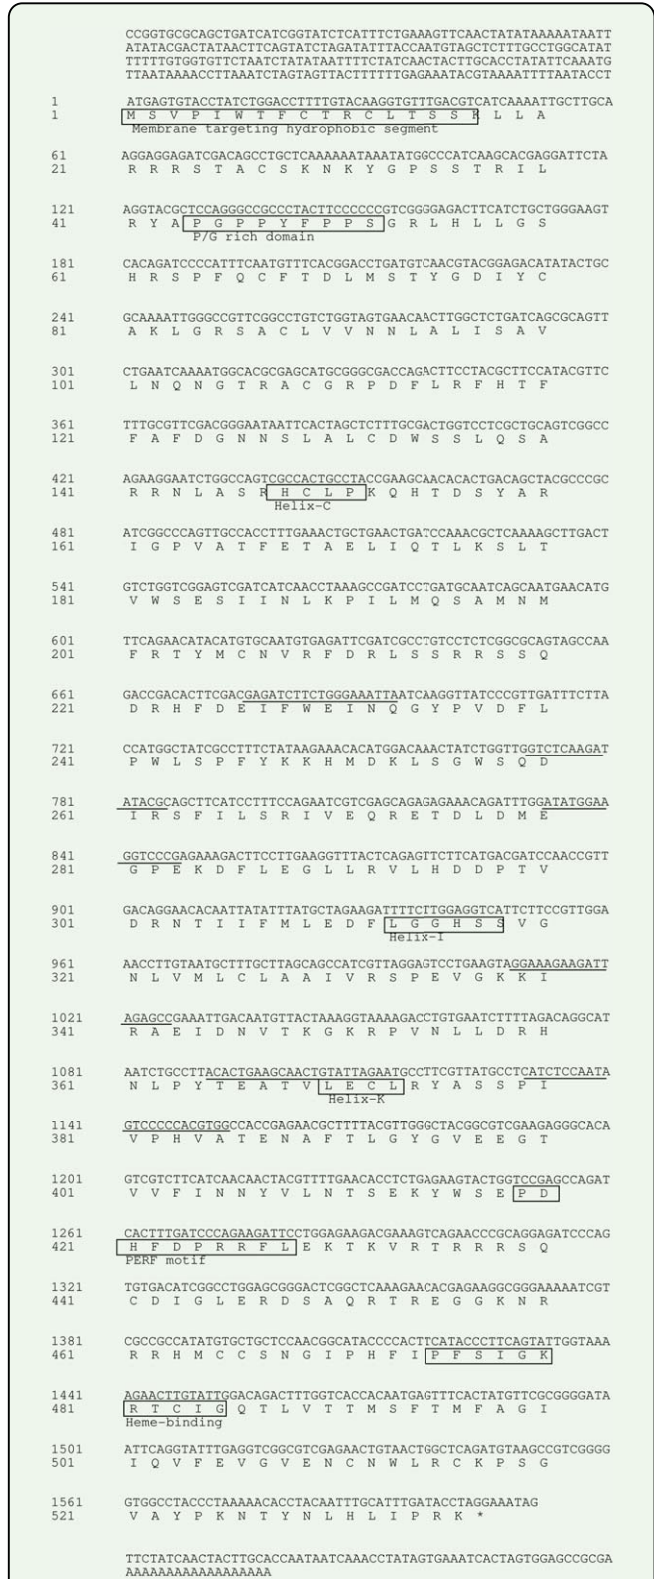 CCGGTGCGCAGCTGATCATCGGTATCTCATTTCTGAAAGTTCAACTATATAAAAATAATT
ATATACGACTATAACTTCAGTATCTAGATATTTACCAATGTAGCTCTTTGCCTGGCATAT
TTTTTGTGGTGTTCTAATCTATATAATTTTCTATCAACTACTTGCACCTATATTCAAATG
TTAATAAAACCTTAAATCTAGTAGTTACTTTTTTGAGAAATACGTAAAATTTTAATACCT
1 ATGAGTGTACCTATCTGGACCTTTTGTACAAGGTGTTTGACGTCATCAAAATTGCTTGCA
1 M S V P I W T F C T R C L T S S K L L A
Membrane targeting hydrophobic segment
61 AGGAGGAGATCGACAGCCTGCTCAAAAAATAAATATGGCCCATCAAGCACGAGGATTCTA
21 R R R S T A C S K N K Y G P S S T R I L
121 AGGTACGCTCCAGGGCCGCCCTACTTCCCCCCGTCGGGGAGACTTCATCTGCTGGGAAGT
41 R Y A P G P P Y F P P S G R L H L L G S
P/G rich domain
181 CACAGATCCCCATTTCAATGTTTCACGGACCTGATGTCAACGTACGGAGACATATACTGC
61 H R S P F Q C F T D L M S T Y G D I Y C
241 GCAAAATTGGGCCGTTCGGCCTGTCTGGTAGTGAACAACTTGGCTCTGATCAGCGCAGTT
81 A K L G R S A C L V V N N L A L I S A V
301 CTGAATCAAAATGGCACGCGAGCATGCGGGCGACCAGACTTCCTACGCTTCCATACGTTC
101 L N Q N G T R A C G R P D F L R F H T F
361 TTTGCGTTCGACGGGAATAATTCACTAGCTCTTTGCGACTGGTCCTCGCTGCAGTCGGCC
121 F A F D G N N S L A L C D W S S L Q S A
421 AGAAGGAATCTGGCCAGTCGCCACTGCCTACCGAAGCAACACACTGACAGCTACGCCCGC
141 R R N L A S R H C L P K Q H T D S Y A R
Helix-C
481 ATCGGCCCAGTTGCCACCTTTGAAACTGCTGAACTGATCCAAACGCTCAAAAGCTTGACT
161 I G P V A T F E T A E L I Q T L K S L T
541 GTCTGGTCGGAGTCGATCATCAACCTAAAGCCGATCCTGATGCAATCAGCAATGAACATG
181 V W S E S I I N L K P I L M Q S A M N M
601 TTCAGAACATACATGTGCAATGTGAGATTCGATCGCCTGTCCTCTCGGCGCAGTAGCCAA
201 F R T Y M C N V R F D R L S S R R S S Q
661 GACCGACACTTCGACGAGATCTTCTGGGAAATTAATCAAGGTTATCCCGTTGATTTCTTA
221 D R H F D E I F W E I N Q G Y P V D F L
721 CCATGGCTATCGCCTTTCTATAAGAAACACATGGACAAACTATCTGGTTGGTCTCAAGAT
241 P W L S P F Y K K H M D K L S G W S Q D
781 ATACGCAGCTTCATCCTTTCCAGAATCGTCGAGCAGAGAGAAACAGATTTGGATATGGAA
261 I R S F I L S R I V E Q R E T D L D M E
841 GGTCCCGAGAAAGACTTCCTTGAAGGTTTACTCAGAGTTCTTCATGACGATCCAACCGTT
281 G P E K D F L E G L L R V L H D D P T V
901 GACAGGAACACAATTATATTTATGCTAGAAGATTTTCTTGGAGGTCATTCTTCCGTTGGA
301 D R N T I I F M L E D F L G G H S S V G
Helix-I
961 AACCTTGTAATGCTTTGCTTAGCAGCCATCGTTAGGAGTCCTGAAGTAGGAAAGAAGATT
321 N L V M L C L A A I V R S P E V G K K I
1021 AGAGCCGAAATTGACAATGTTACTAAAGGTAAAAGACCTGTGAATCTTTTAGACAGGCAT
341 R A E I D N V T K G K R P V N L L D R H
1081 AATCTGCCTTACACTGAAGCAACTGTATTAGAATGCCTTCGTTATGCCTCATCTCCAATA
361 N L P Y T E A T V L E C L R Y A S S P I
Helix-K
1141 GTCCCCCACGTGGCCACCGAGAACGCTTTTACGTTGGGCTACGGCGTCGAAGAGGGCACA
381 V P H V A T E N A F T L G Y G V E E G T
1201 GTCGTCTTCATCAACAACTACGTTTTGAACACCTCTGAGAAGTACTGGTCCGAGCCAGAT
401 V V F I N N Y V L N T S E K Y W S E P D
1261 CACTTTGATCCCAGAAGATTCCTGGAGAAGACGAAAGTCAGAACCCGCAGGAGATCCCAG
421 H F D P R R F L E K T K V R T R R R S Q
PERF motif
1321 TGTGACATCGGCCTGGAGCGGGACTCGGCTCAAAGAACACGAGAAGGCGGGAAAAATCGT
441 C D I G L E R D S A Q R T R E G G K N R
1381 CGCCGCCATATGTGCTGCTCCAACGGCATACCCCACTTCATACCCTTCAGTATTGGTAAA
461 R R H M C C S N G I P H F I P F S I G K
1441 AGAACTTGTATTGGACAGACTTTGGTCACCACAATGAGTTTCACTATGTTCGCGGGGATA
481 R T C I G Q T L V T T M S F T M F A G I
Heme-binding
1501 ATTCAGGTATTTGAGGTCGGCGTCGAGAACTGTAACTGGCTCAGATGTAAGCCGTCGGGG
501 I Q V F E V G V E N C N W L R C K P S G
1561 GTGGCCTACCCTAAAAACACCTACAATTTGCATTTGATACCTAGGAAATAG
521 V A Y P K N T Y N L H L I P R K *
TTCTATCAACTACTTGCACCAATAATCAAACCTATAGTGAAATCACTAGTGGAGCCGCGA
AAAAAAAAAAAAAAAAAA